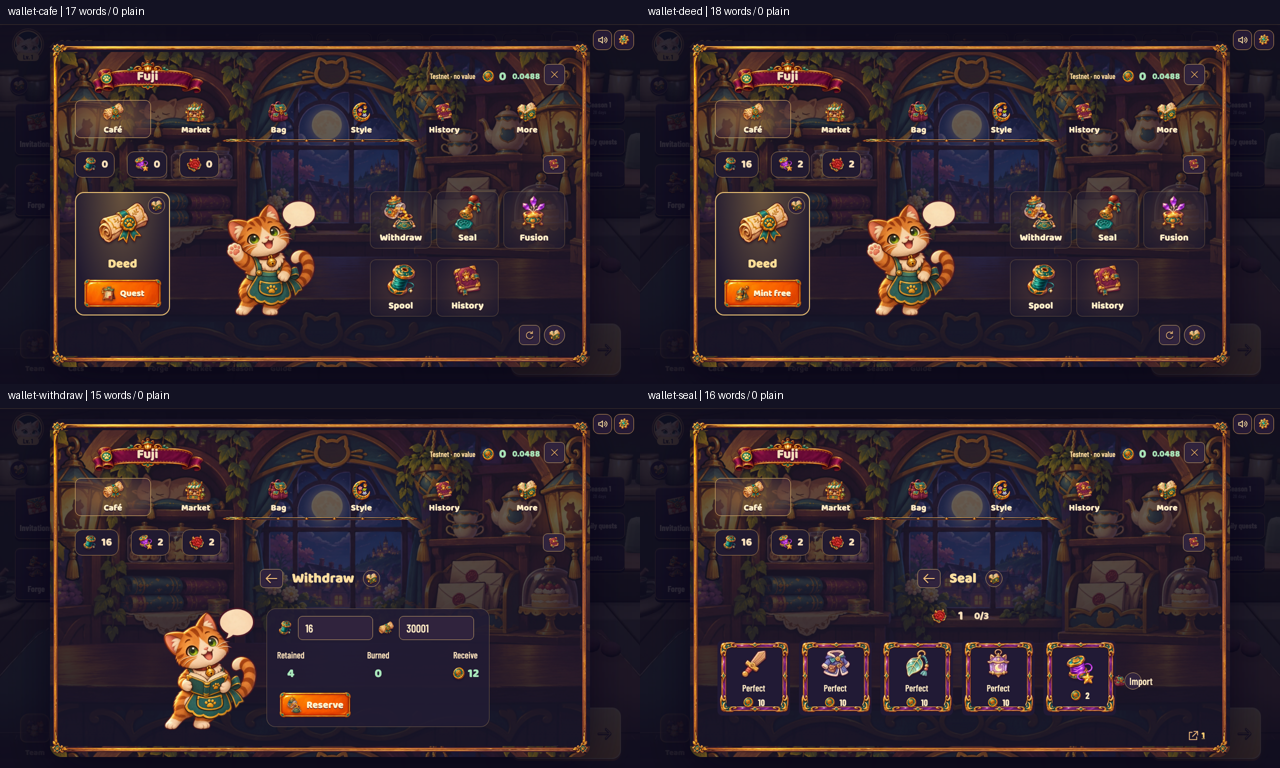 wallet-cafe | 17 words / 0 plain
Fuji
Testnet · no value 0 0.0488
Café Market Bag Style History More
0 0 0
Deed
Quest
Withdraw Seal Fusion
Spool History
wallet-deed | 18 words / 0 plain
Fuji
Testnet · no value 0 0.0488
Café Market Bag Style History More
16 2 2
Deed
Mint free
Withdraw Seal Fusion
Spool History
wallet-withdraw | 15 words / 0 plain
Fuji
Testnet · no value 0 0.0488
Café Market Bag Style History More
16 2 2
Withdraw
16 30001
Retained Burned Receive
4 0 12
Reserve
wallet-seal | 16 words / 0 plain
Fuji
Testnet · no value 0 0.0488
Café Market Bag Style History More
16 2 2
Seal
1 0/3
Perfect Perfect Perfect Perfect
10 10 10 10 2
Import
1